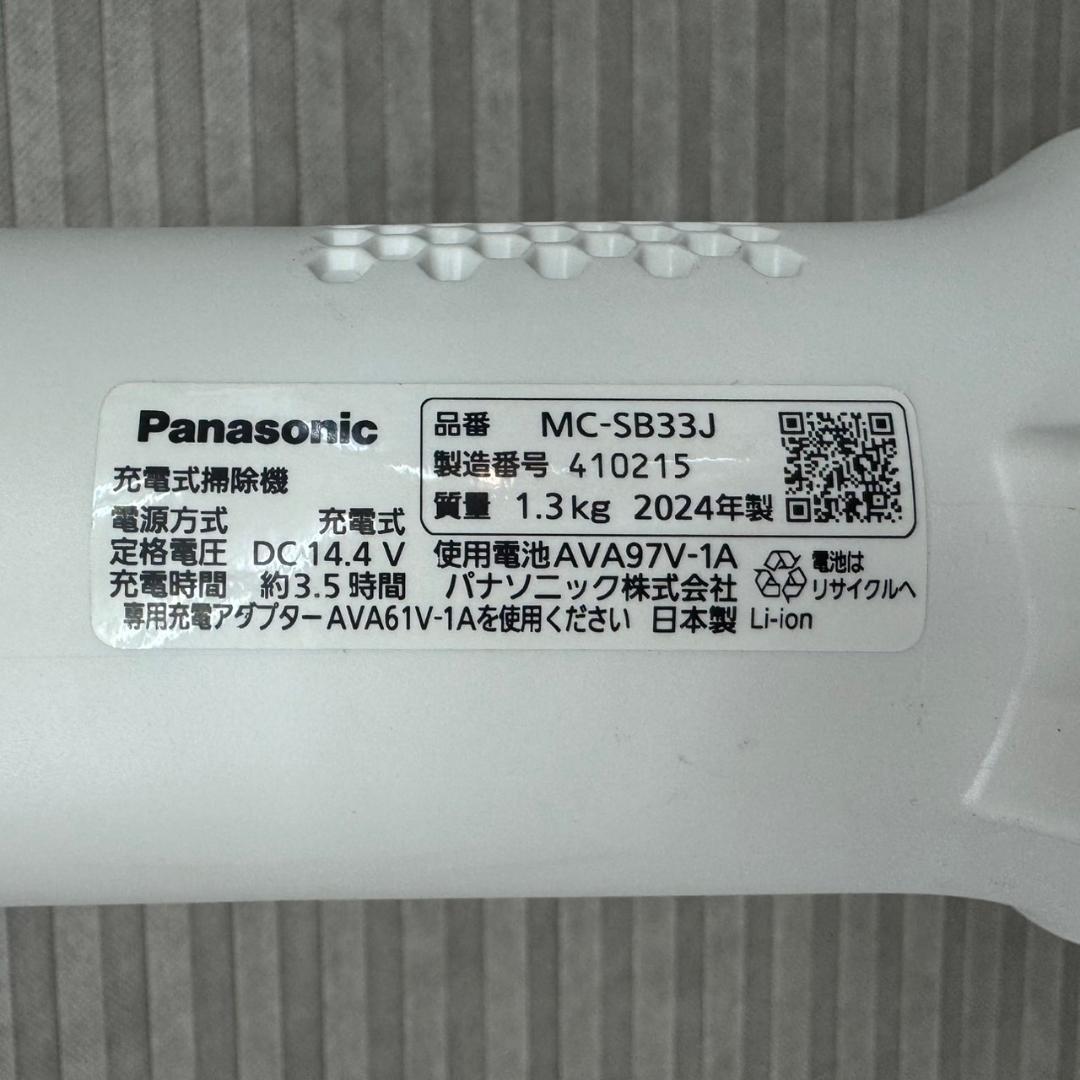 Panasonic
充電式掃除機
電源方式 充電式
定格電圧 DC 14.4 V
充電時間 約3.5時間
専用充電アダプターAVA61V-1Aを使用ください
品番 MC-SB33J
製造番号 410215
質量 1.3kg 2024年製
使用電池AVA97V-1A
パナソニック株式会社
日本製 Li-ion
電池は
リサイクルへ